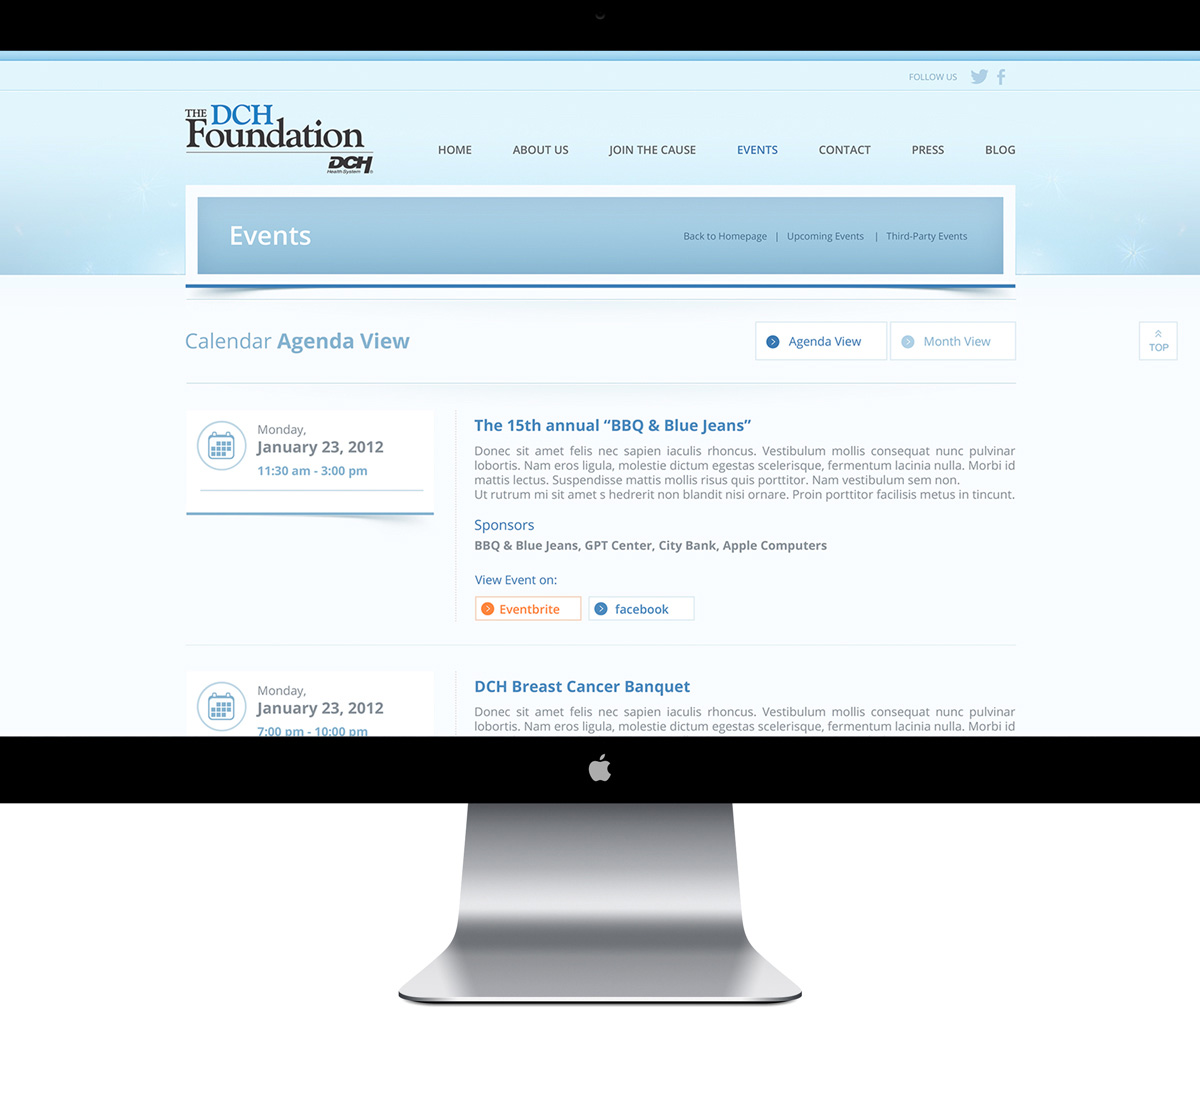 FOLLOW US
THE DCH
Foundation
DCH
Health System
HOME ABOUT US JOIN THE CAUSE EVENTS CONTACT PRESS BLOG
Events
Back to Homepage | Upcoming Events | Third-Party Events
Calendar Agenda View
Agenda View
Month View
TOP
Monday,
January 23, 2012
11:30 am - 3:00 pm
The 15th annual “BBQ & Blue Jeans”
Donec sit amet felis nec sapien iaculis rhoncus. Vestibulum mollis consequat nunc pulvinar
lobortis. Nam eros ligula, molestie dictum egestas scelerisque, fermentum lacinia nulla. Morbi id
mattis lectus. Suspendisse mattis mollis risus quis porttitor. Nam vestibulum sem non.
Ut rutrum mi sit amet s hedrerit non blandit nisi ornare. Proin porttitor facilisis metus in tincunt.
Sponsors
BBQ & Blue Jeans, GPT Center, City Bank, Apple Computers
View Event on:
Eventbrite
facebook
Monday,
January 23, 2012
7:00 pm - 10:00 pm
DCH Breast Cancer Banquet
Donec sit amet felis nec sapien iaculis rhoncus. Vestibulum mollis consequat nunc pulvinar
lobortis. Nam eros ligula, molestie dictum egestas scelerisque, fermentum lacinia nulla. Morbi id